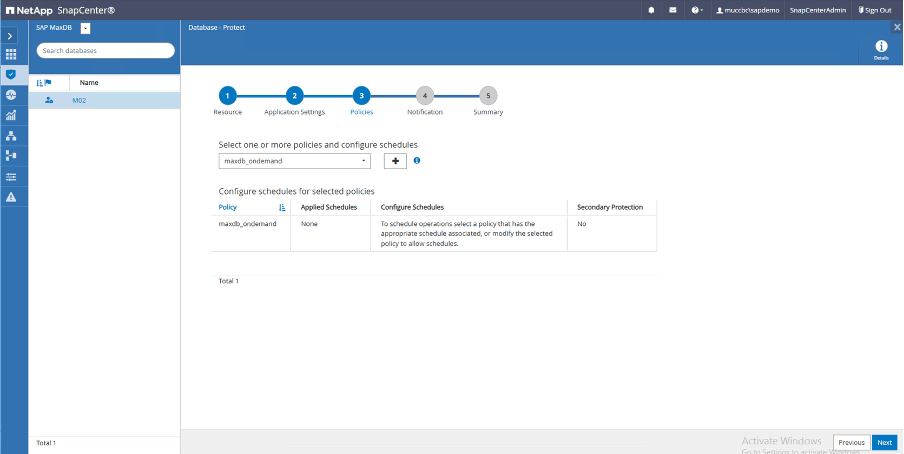 NetApp SnapCenter®
muccbc\sapdemo SnapCenterAdmin Sign Out
SAP MaxDB
Search databases
Name
M02
Total 1
Database - Protect
Details
1 2 3 4 5
Resource Application Settings Policies Notification Summary
Select one or more policies and configure schedules
maxdb_ondemand
Configure schedules for selected policies
Policy Applied Schedules Configure Schedules Secondary Protection
maxdb_ondemand None To schedule operations select a policy that has the No
appropriate schedule associated, or modify the selected
policy to allow schedules.
Total 1
Activate Windows
Go to Settings to activate Windows.
Previous Next